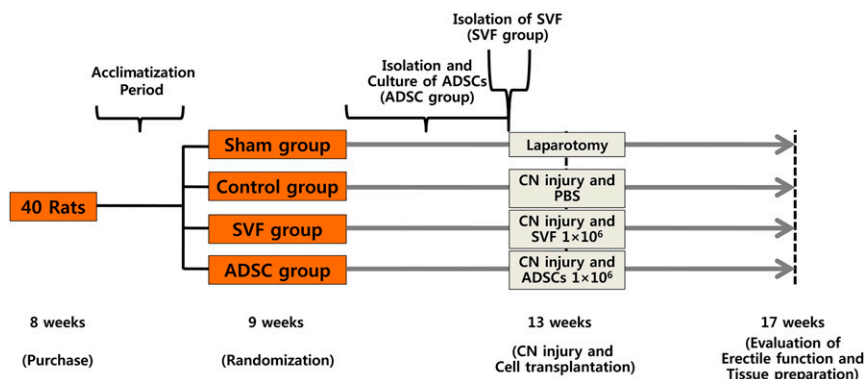 Isolation of SVF
(SVF group)
Isolation and
Culture of ADSCs
(ADSC group)
Acclimatization
Period
Sham group
Laparotomy
Control group
CN injury and
PBS
40 Rats
SVF group
CN injury and
SVF 1×10⁶
ADSC group
CN injury and
ADSCs 1×10⁶
8 weeks
9 weeks
13 weeks
17 weeks
(Purchase)
(Randomization)
(CN injury and
Cell transplantation)
(Evaluation of
Erectile function and
Tissue preparation)